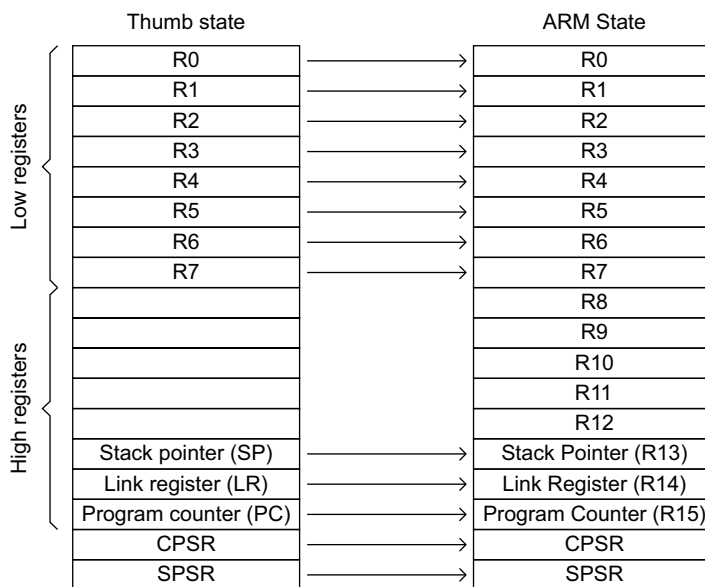 Thumb state
ARM State
Low registers
High registers
R0
R0
R1
R1
R2
R2
R3
R3
R4
R4
R5
R5
R6
R6
R7
R7
R8
R9
R10
R11
R12
Stack pointer (SP)
Stack Pointer (R13)
Link register (LR)
Link Register (R14)
Program counter (PC)
Program Counter (R15)
CPSR
CPSR
SPSR
SPSR